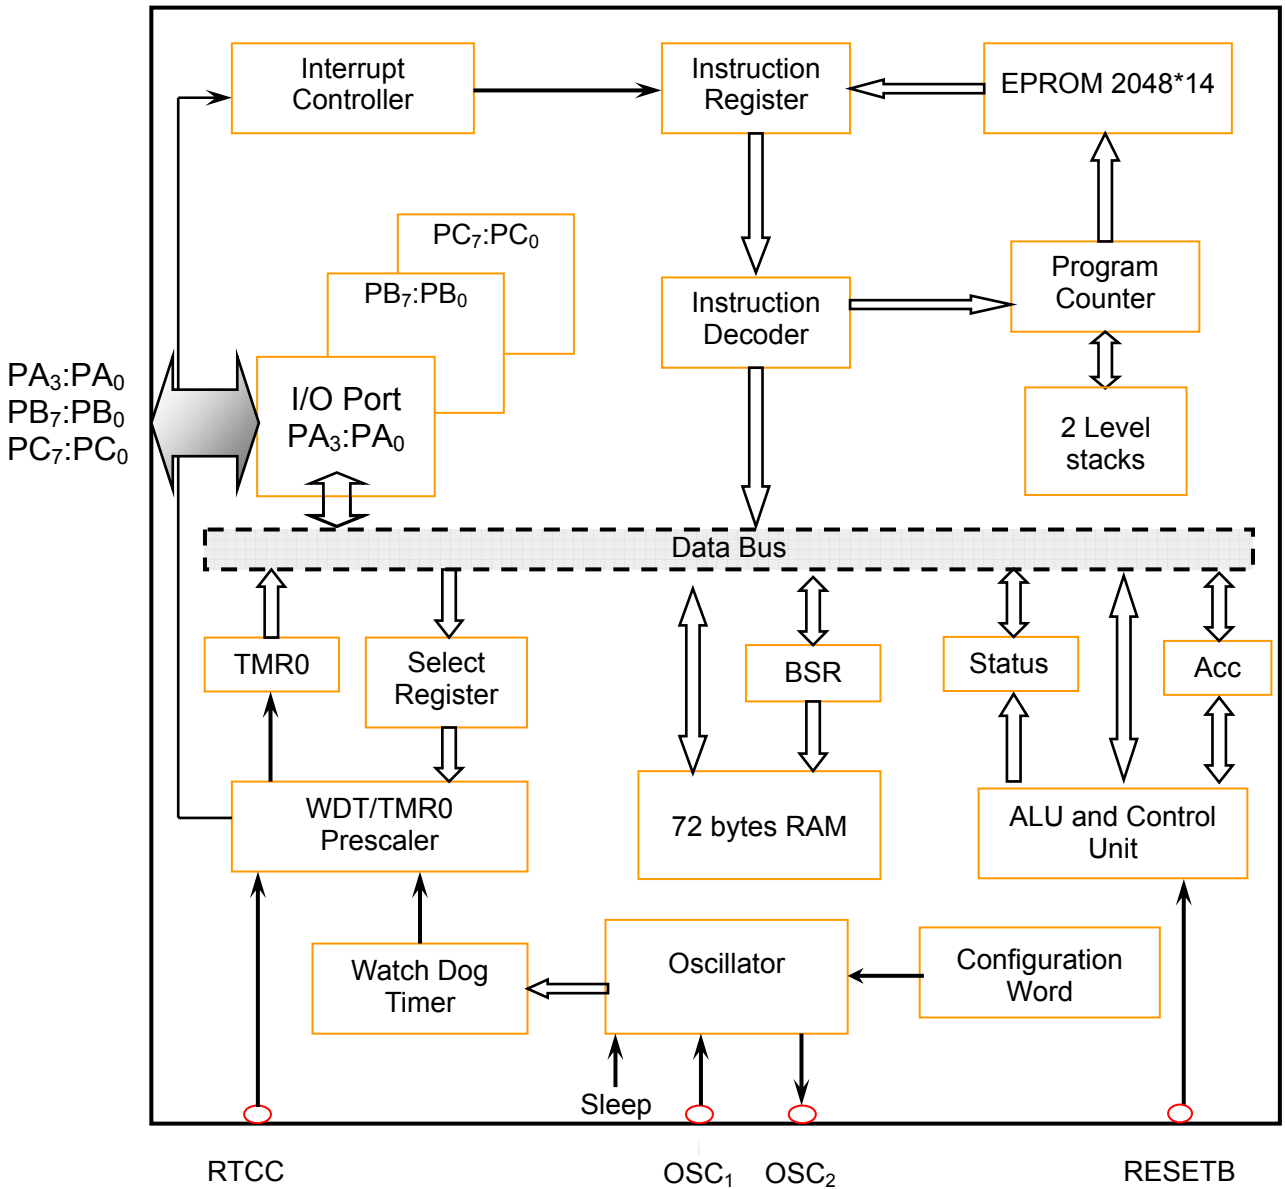 Interrupt
Controller
Instruction
Register
EPROM 2048*14
PC₇:PC₀
PB₇:PB₀
I/O Port
PA₃:PA₀
Instruction
Decoder
Program
Counter
2 Level
stacks
PA₃:PA₀
PB₇:PB₀
PC₇:PC₀
Data Bus
TMR0
Select
Register
BSR
Status
Acc
WDT/TMR0
Prescaler
72 bytes RAM
ALU and Control
Unit
Watch Dog
Timer
Oscillator
Configuration
Word
Sleep
RTCC
OSC₁
OSC₂
RESETB